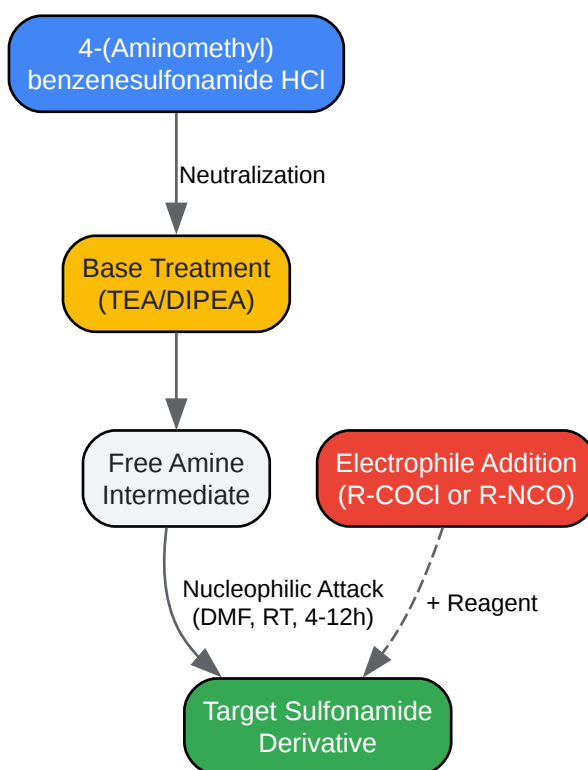 4-(Aminomethyl)
benzenesulfonamide HCl
Neutralization
Base Treatment
(TEA/DIPEA)
Free Amine
Intermediate
Electrophile Addition
(R-COCl or R-NCO)
Nucleophilic Attack
(DMF, RT, 4-12h)
+ Reagent
Target Sulfonamide
Derivative